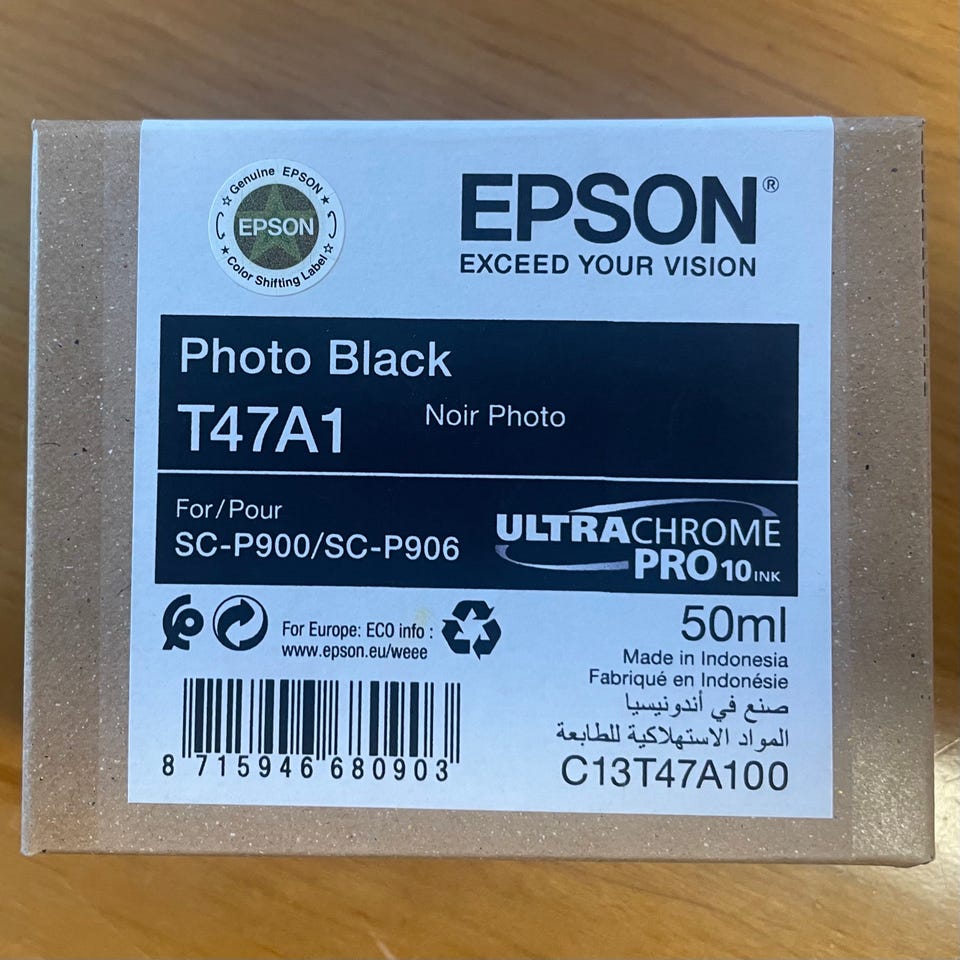 Genuine EPSON
EPSON
Color Shifting Label
EPSON®
EXCEED YOUR VISION
Photo Black
T47A1
Noir Photo
For/Pour
SC-P900/SC-P906
ULTRACHROME
PRO10 INK
For Europe: ECO info :
www.epson.eu/weee
50ml
Made in Indonesia
Fabriqué en Indonésie
صنع في أندونيسيا
المواد الاستهلاكية للطابعة
C13T47A100
8 715946 680903